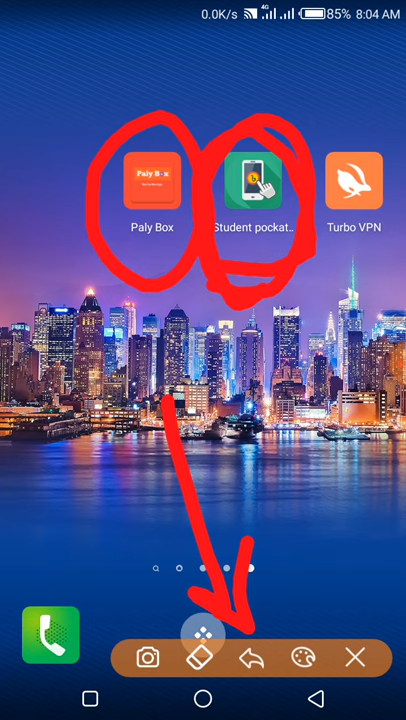 0.0K/s 4G 85% 8:04 AM
Paly Box
Paly Box Student pockat.. Turbo VPN